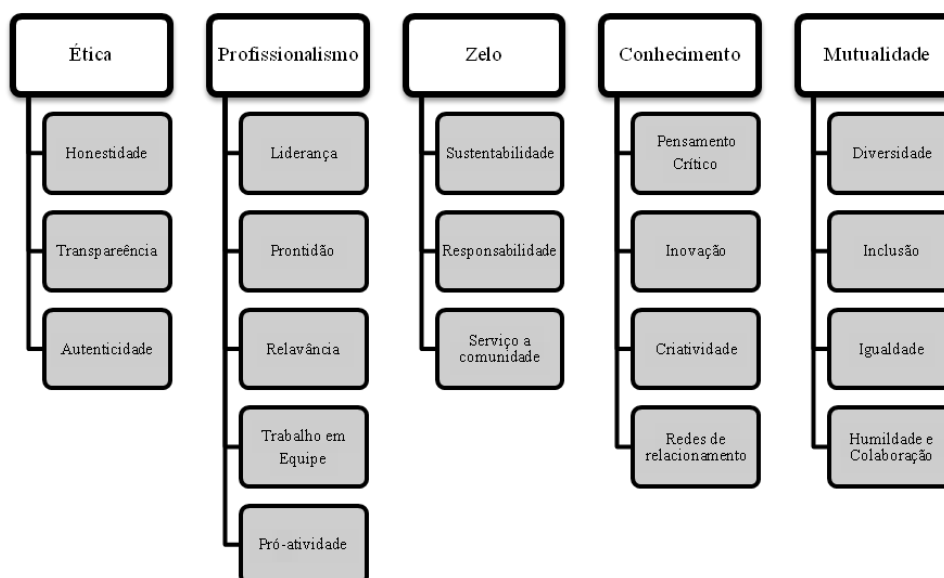 Ética
Honestidade
Transpareência
Autenticidade
Profissionalismo
Liderança
Prontidão
Relavância
Trabalho em
Equipe
Pró-atividade
Zelo
Sustentabilidade
Responsabilidade
Serviço a
comunidade
Conhecimento
Pensamento
Crítico
Inovação
Criatividade
Redes de
relacionamento
Mutualidade
Diversidade
Inclusão
Igualdade
Humildade e
Colaboração